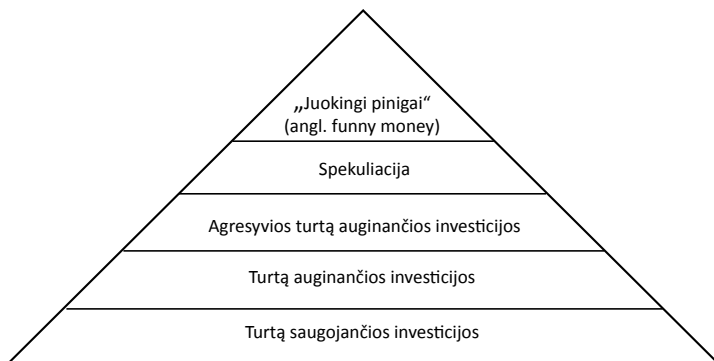 „Juokingi pinigai“
(angl. funny money)
Spekuliacija
Agresyvios turtą auginančios investicijos
Turtą auginančios investicijos
Turtą saugojančios investicijos